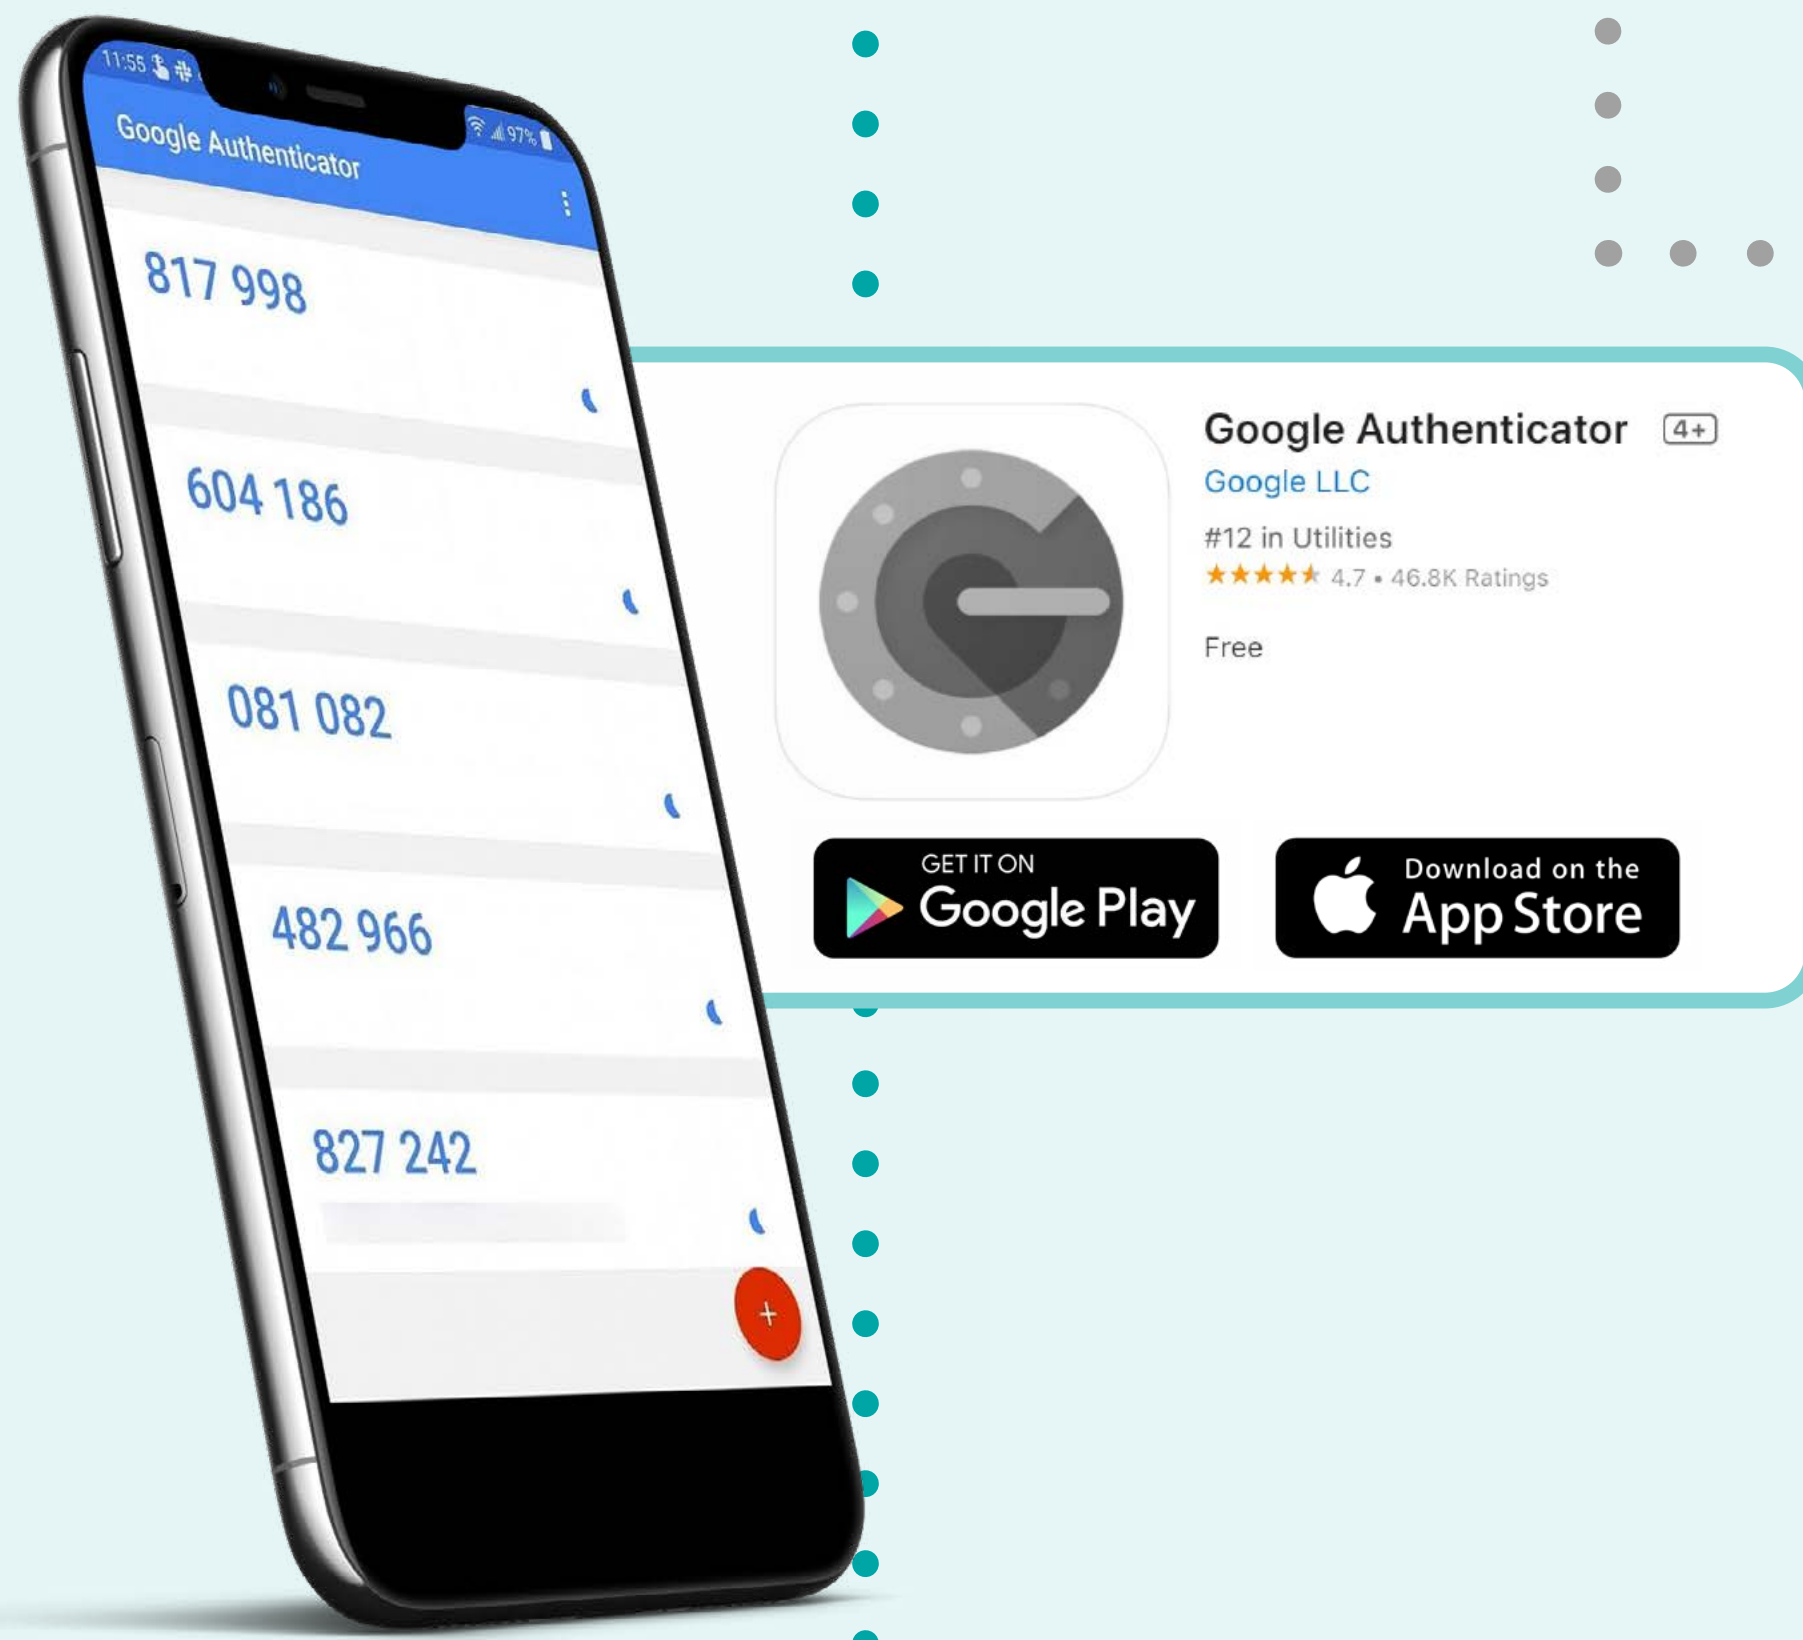 11:55
97%
Google Authenticator
817 998
604 186
081 082
482 966
827 242
+
Google Authenticator 4+
Google LLC
#12 in Utilities
4.7 • 46.8K Ratings
Free
GET IT ON
Google Play
Download on the
App Store